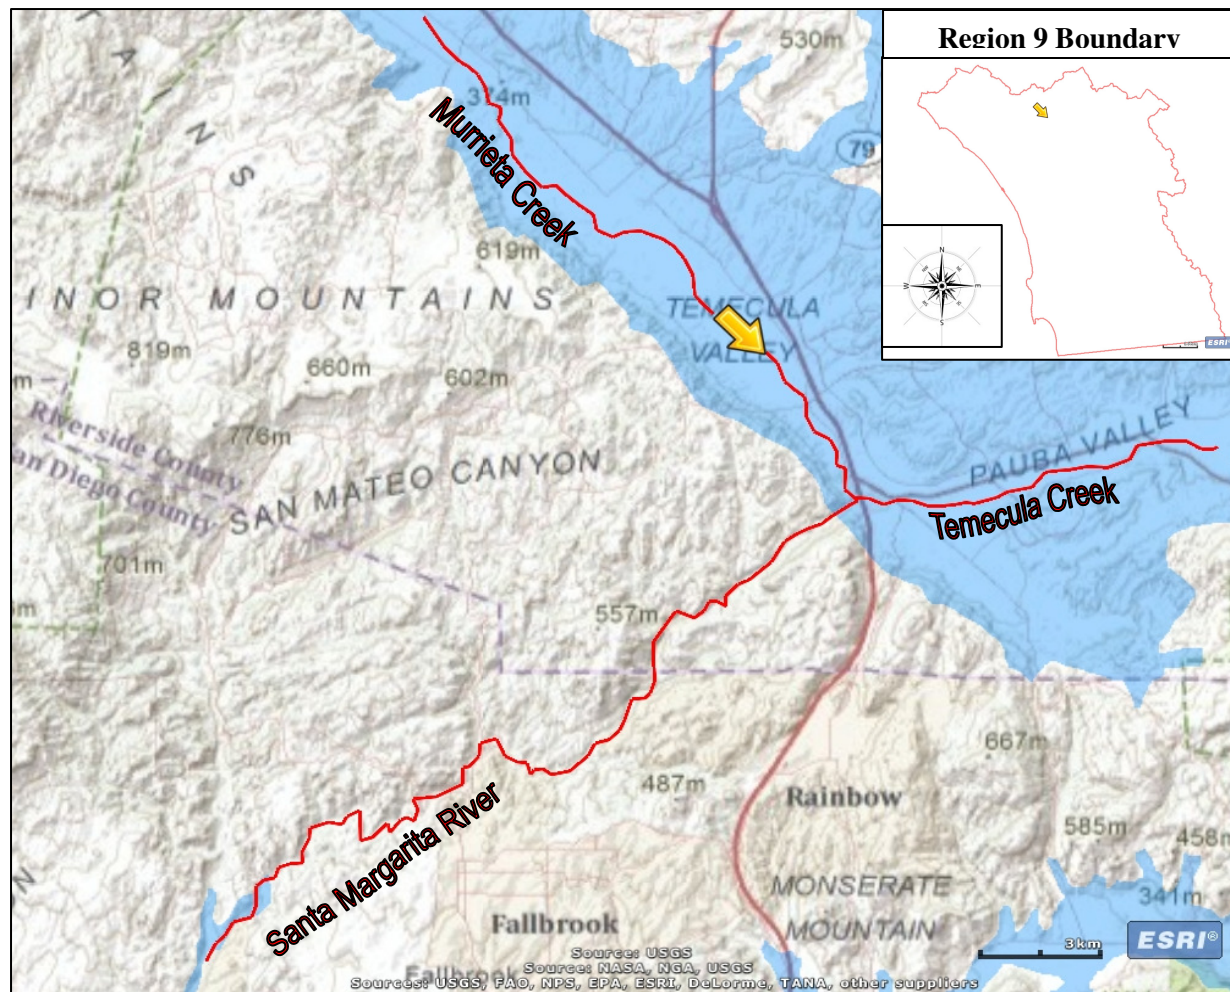 Region 9 Boundary
530m
K A N S
374m
79
Murrieta Creek
N
W
E
S
619m
INOR MOUNTAINS
TEMECULA
VALLEY
ESRI
819m
660m
602m
Riverside County
San Diego County
776m
SAN MATEO CANYON
PAUBA VALLEY
Temecula Creek
701m
557m
667m
487m
Rainbow
585m
458m
Santa Margarita River
MONSERATE
MOUNTAIN
341m
Fallbrook
3km
ESRI®
Source: USGS
Fallbrook
Source: NASA, NGA, USGS
Sources: USGS, FAO, NPS, EPA, ESRI, DeLorme, TANA, other suppliers